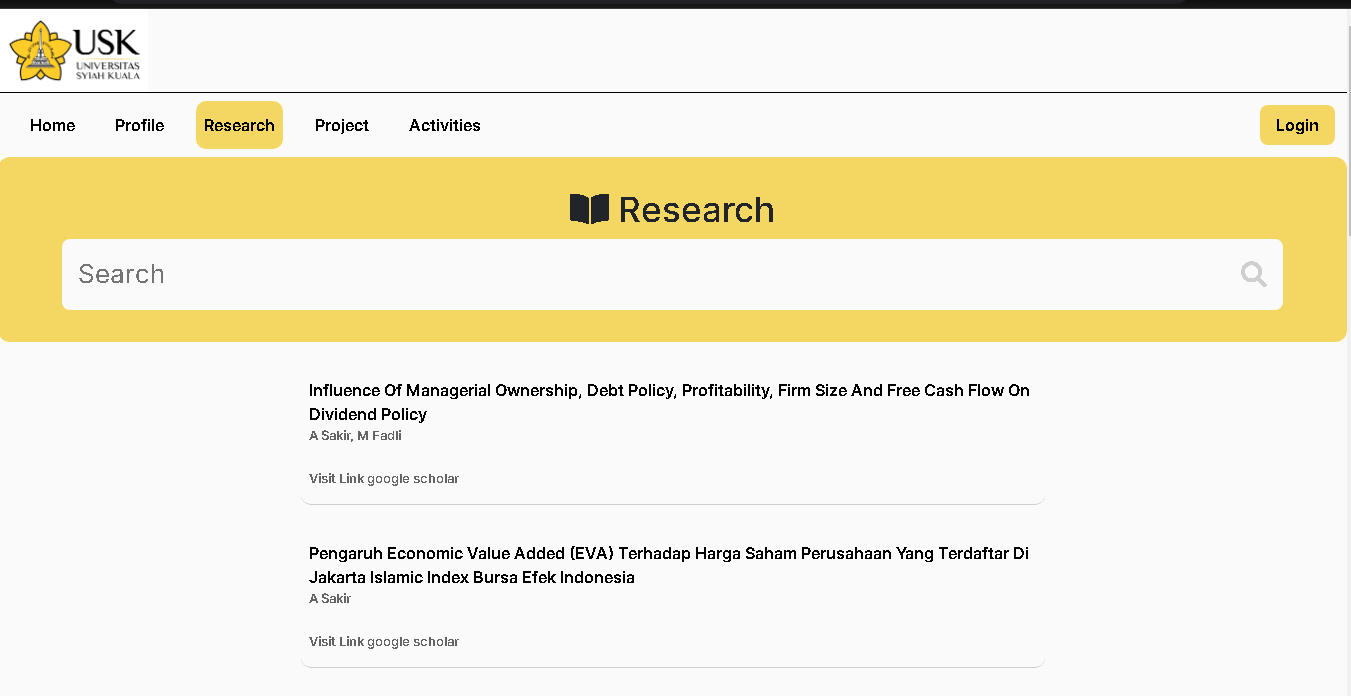 USK
UNIVERSITAS
SYIAH KUALA
Home
Profile
Research
Project
Activities
Login
Research
Search
Influence Of Managerial Ownership, Debt Policy, Profitability, Firm Size And Free Cash Flow On
Dividend Policy
A Sakir, M Fadli
Visit Link google scholar
Pengaruh Economic Value Added (EVA) Terhadap Harga Saham Perusahaan Yang Terdaftar Di
Jakarta Islamic Index Bursa Efek Indonesia
A Sakir
Visit Link google scholar